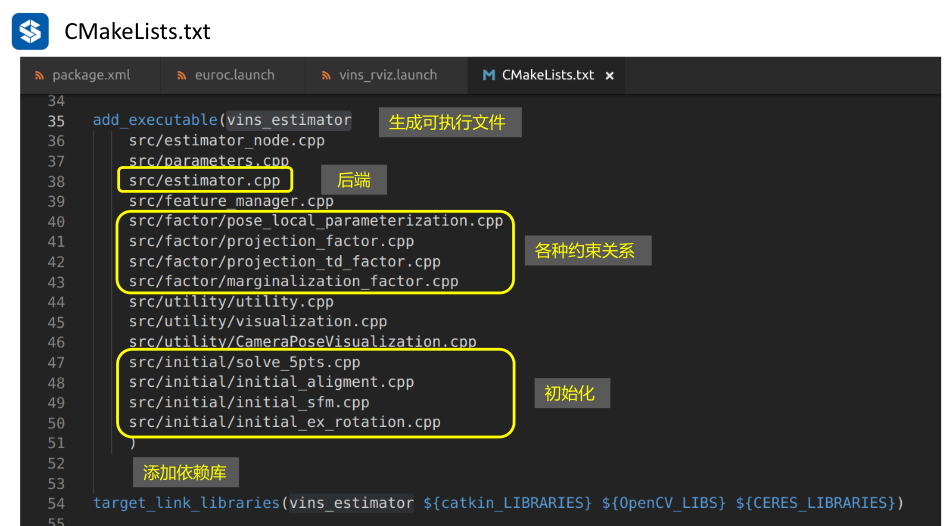 CMakeLists.txt
package.xml euroc.launch vins_rviz.launch CMakeLists.txt ×
34
35 add_executable(vins_estimator 生成可执行文件
36 src/estimator_node.cpp
37 src/parameters.cpp
38 src/estimator.cpp 后端
39 src/feature_manager.cpp
40 src/factor/pose_local_parameterization.cpp
41 src/factor/projection_factor.cpp 各种约束关系
42 src/factor/projection_td_factor.cpp
43 src/factor/marginalization_factor.cpp
44 src/utility/utility.cpp
45 src/utility/visualization.cpp
46 src/utility/CameraPoseVisualization.cpp
47 src/initial/solve_5pts.cpp
48 src/initial/initial_aligment.cpp 初始化
49 src/initial/initial_sfm.cpp
50 src/initial/initial_ex_rotation.cpp
51 )
52 添加依赖库
53
54 target_link_libraries(vins_estimator ${catkin_LIBRARIES} ${OpenCV_LIBS} ${CERES_LIBRARIES})
55